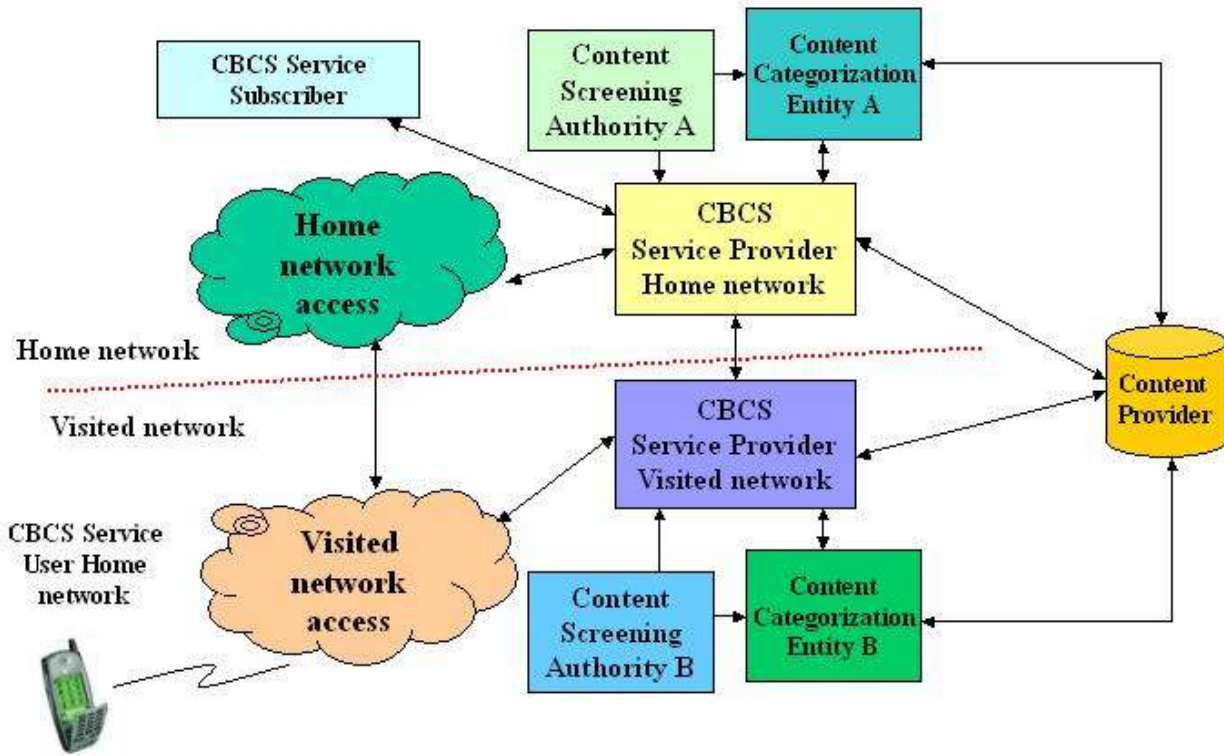 CBCS Service
Subscriber
Content
Screening
Authority A
Content
Categorization
Entity A
Home
network
access
CBCS
Service Provider
Home network
Home network
Visited network
CBCS
Service Provider
Visited network
Content
Provider
CBCS Service
User Home
network
Visited
network
access
Content
Screening
Authority B
Content
Categorization
Entity B